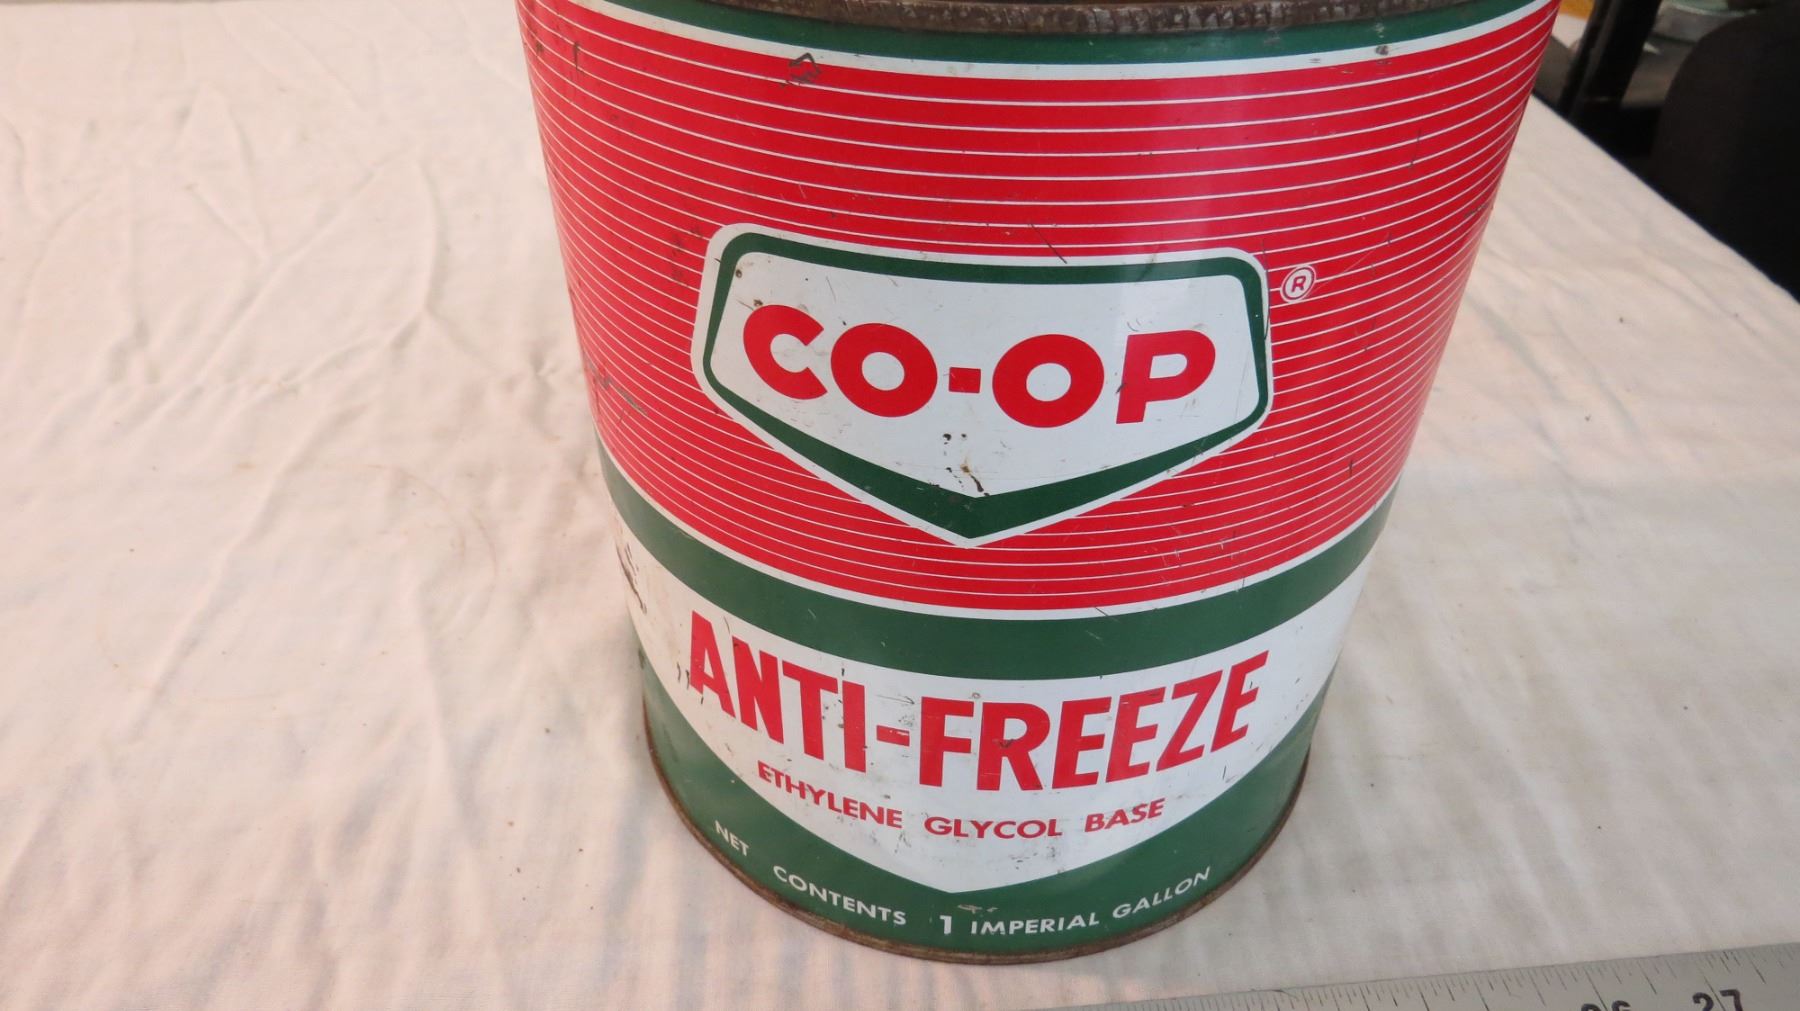 CO-OP ®
ANTI-FREEZE
ETHYLENE GLYCOL BASE
NET CONTENTS 1 IMPERIAL GALLON
26 27